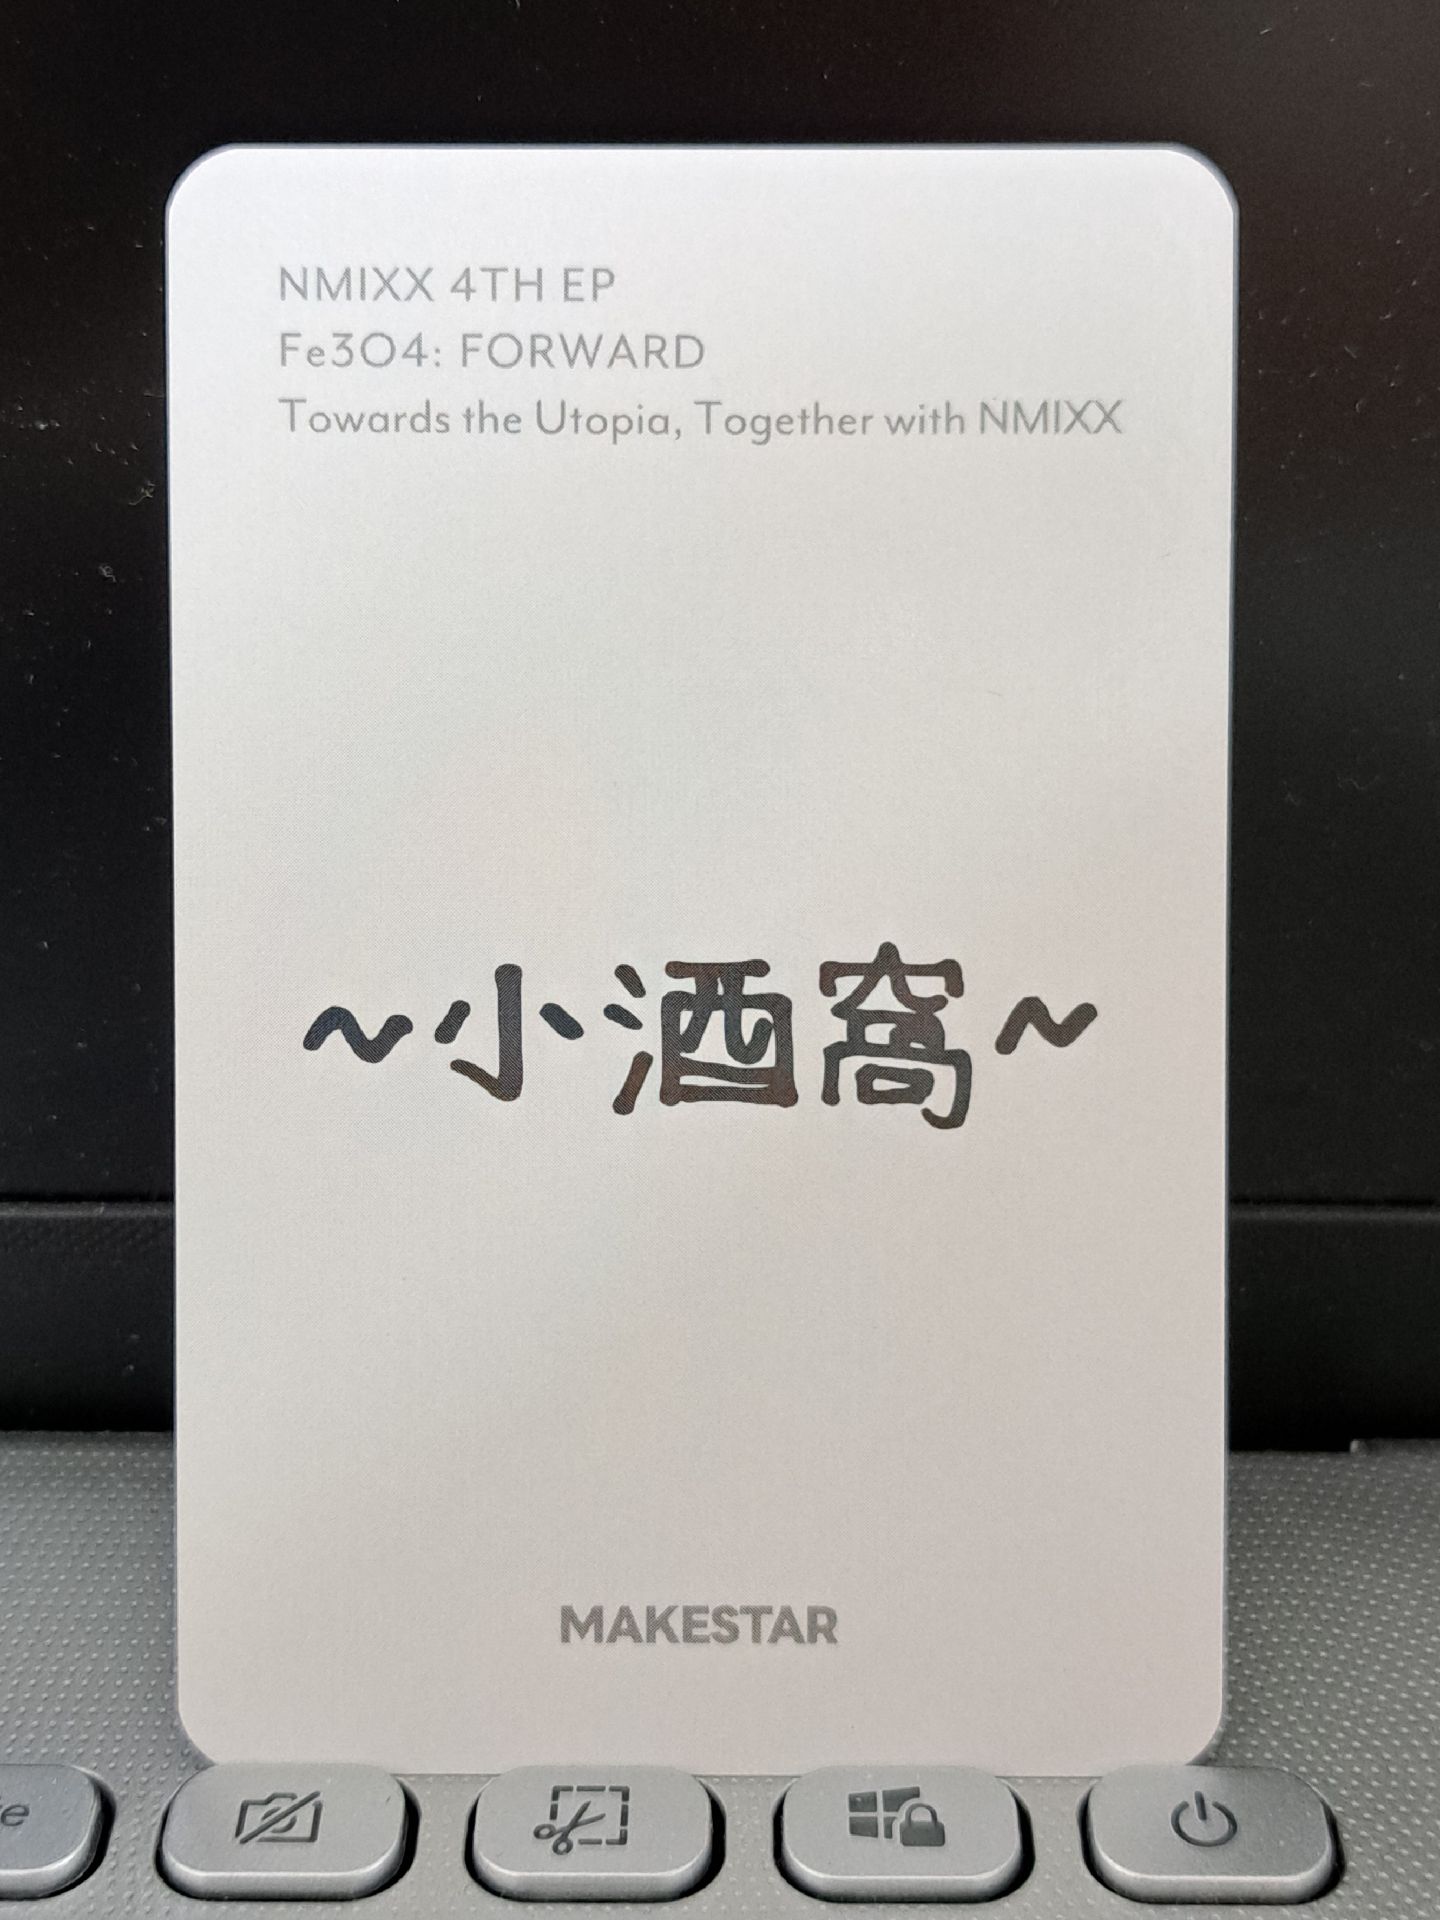 NMIXX 4TH EP
Fe3O4: FORWARD
Towards the Utopia, Together with NMIXX
~小酒窩~
MAKESTAR